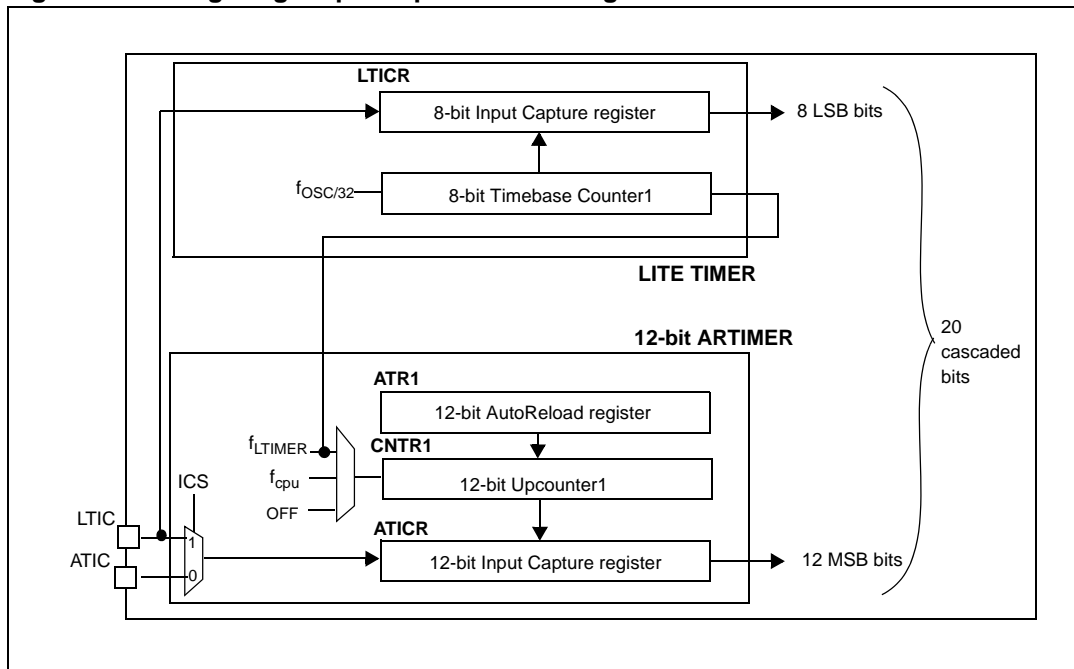 LTICR
8-bit Input Capture register
8 LSB bits
fOSC/32
8-bit Timebase Counter1
LITE TIMER
12-bit ARTIMER
20
cascaded
bits
ATR1
12-bit AutoReload register
fLTIMER
CNTR1
fcpu
12-bit Upcounter1
ICS
OFF
LTIC
ATICR
1
ATIC
0
12-bit Input Capture register
12 MSB bits